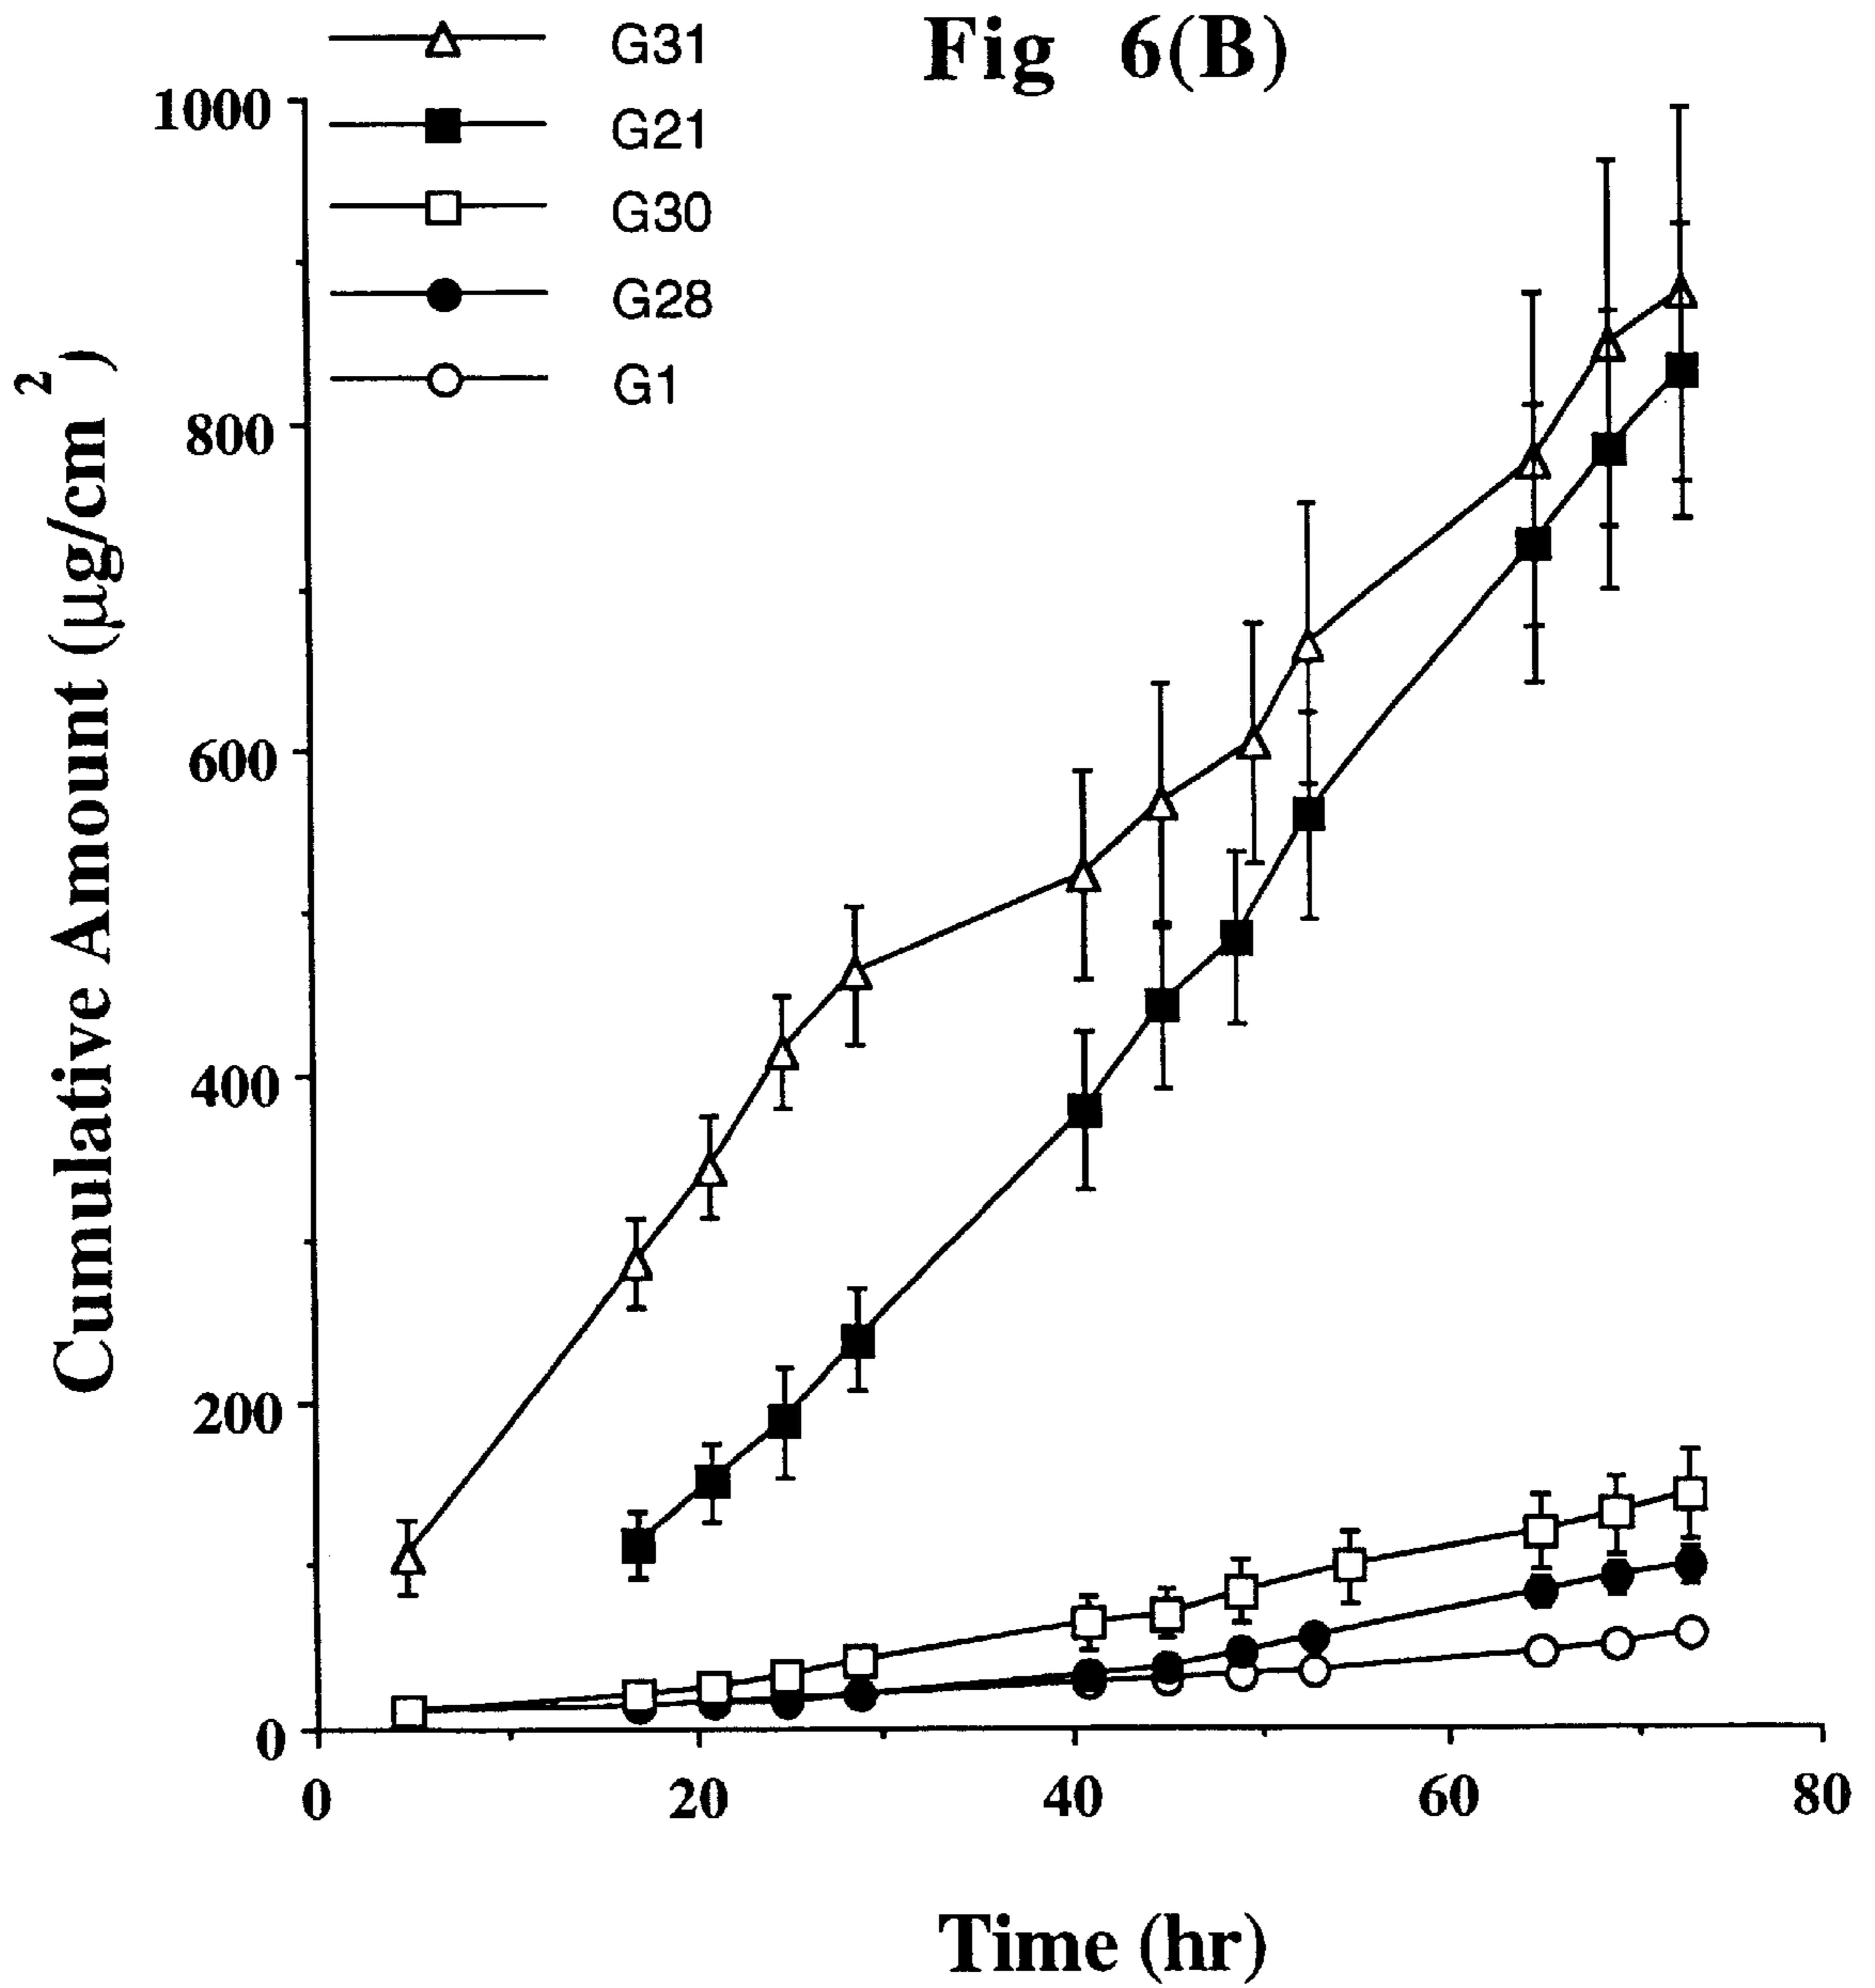 Fig 6(B)
G31
G21
G30
G28
G1
Cumulative Amount (µg/cm 2 )
1000
800
600
400
200
0
0 20 40 60 80
Time (hr)